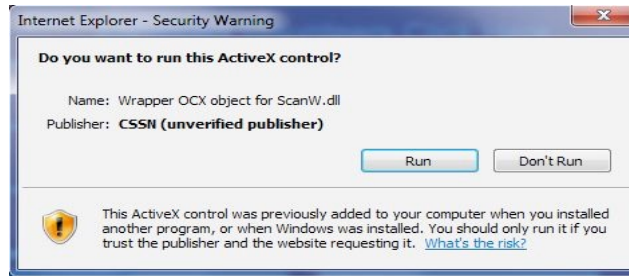 Internet Explorer - Security Warning
Do you want to run this ActiveX control?
Name: Wrapper OCX object for ScanW.dll
Publisher: CSSN (unverified publisher)
Run Don't Run
This ActiveX control was previously added to your computer when you installed
another program, or when Windows was installed. You should only run it if you
trust the publisher and the website requesting it. What's the risk?